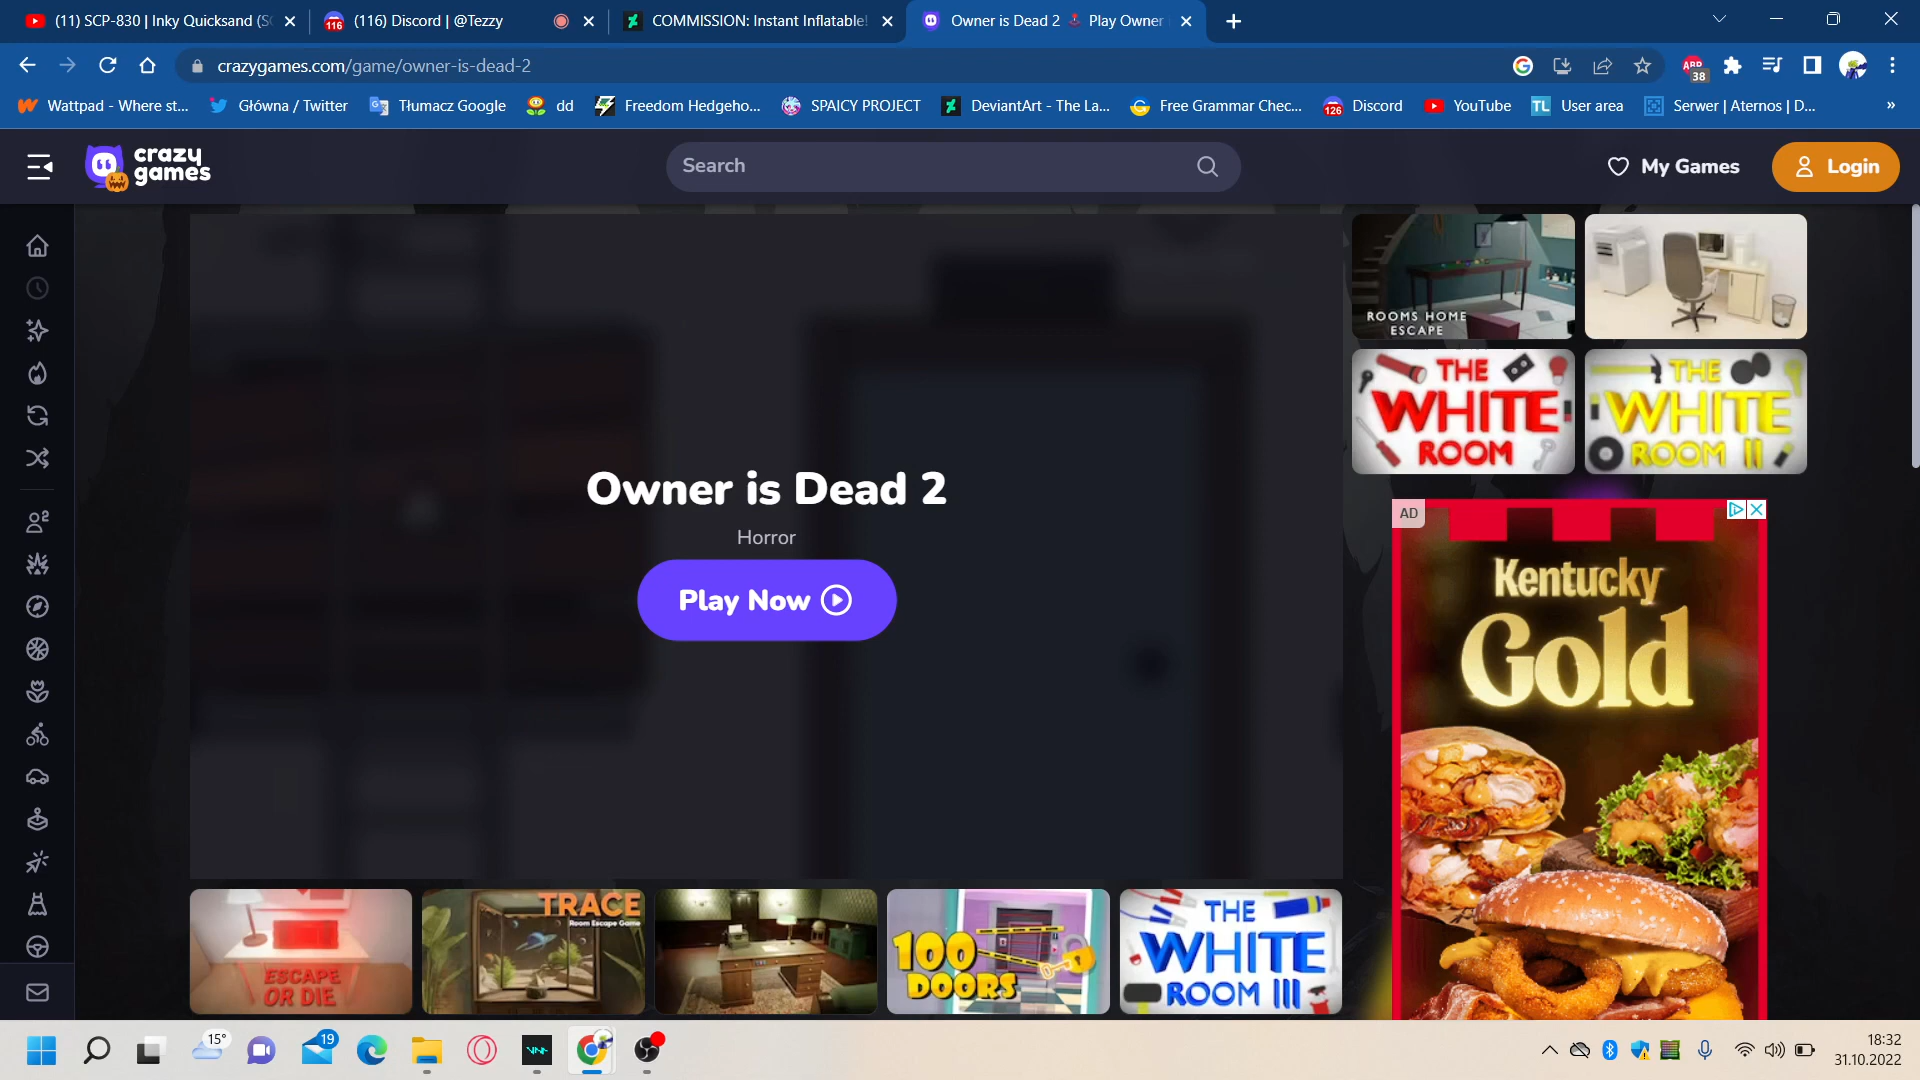 (11) SCP-830 | Inky Quicksand (SC
(116) Discord | @Tezzy
COMMISSION: Instant Inflatable!
Owner is Dead 2 Play Owner
crazygames.com/game/owner-is-dead-2
38
Wattpad - Where st...
Główna / Twitter
Tłumacz Google
dd
Freedom Hedgeho...
SPAICY PROJECT
DeviantArt - The La...
Free Grammar Chec...
126
Discord
YouTube
TL
User area
Serwer | Aternos | D...
»
crazy
games
Search
My Games
Login
ROOMS HOME
ESCAPE
THE
WHITE
ROOM
THE
WHITE
ROOM II
Owner is Dead 2
Horror
Play Now
AD
Kentucky
Gold
ESCAPE
OR DIE
TRACE
Room Escape Game
100
DOORS
THE
WHITE
ROOM III
15°
19
18:32
31.10.2022